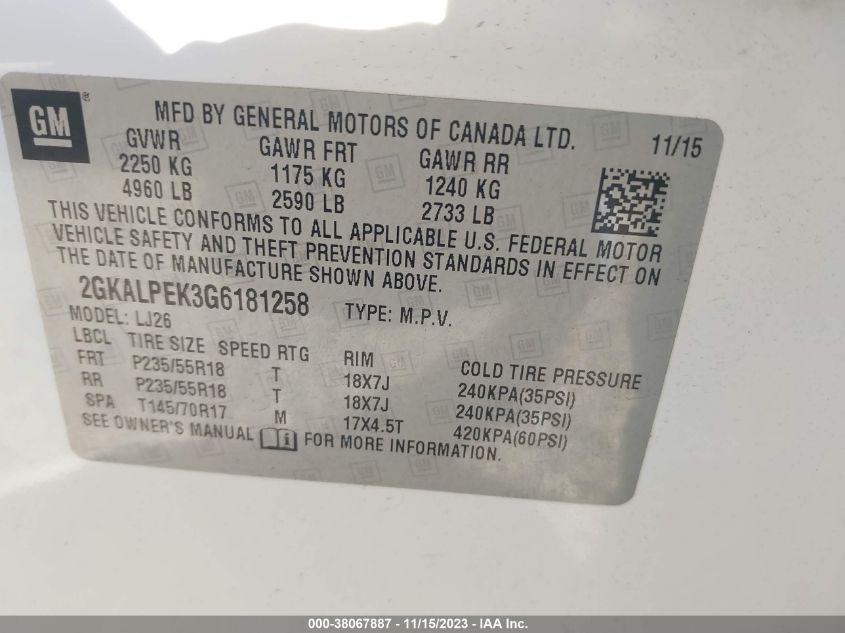 GM ®
MFD BY GENERAL MOTORS OF CANADA LTD. 11/15
GVWR GAWR FRT GAWR RR
2250 KG 1175 KG 1240 KG
4960 LB 2590 LB 2733 LB
THIS VEHICLE CONFORMS TO ALL APPLICABLE U.S. FEDERAL MOTOR
VEHICLE SAFETY AND THEFT PREVENTION STANDARDS IN EFFECT ON
THE DATE OF MANUFACTURE SHOWN ABOVE.
2GKALPEK3G6181258 TYPE: M.P.V.
MODEL: LJ26
LBCL TIRE SIZE SPEED RTG RIM COLD TIRE PRESSURE
FRT P235/55R18 T 18X7J 240KPA(35PSI)
RR P235/55R18 T 18X7J 240KPA(35PSI)
SPA T145/70R17 M 17X4.5T 420KPA(60PSI)
SEE OWNER'S MANUAL FOR MORE INFORMATION.
000-38067887 - 11/15/2023 - IAA Inc.